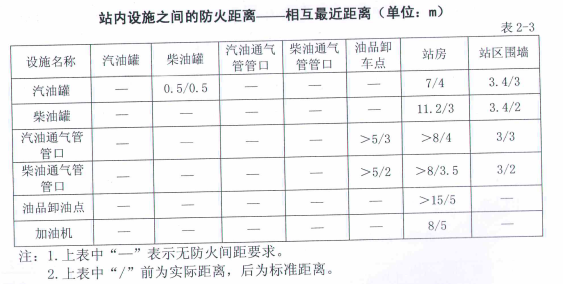 站内设施之间的防火距离——相互最近距离（单位：m）
表 2-3
设施名称 汽油罐 柴油罐 汽油通气管管口 柴油通气管管口 油品卸车点 站房 站区围墙
汽油罐 — 0.5/0.5 — — — 7/4 3.4/3
柴油罐 — — — — — 11.2/3 3.4/2
汽油通气管管口 — — — — >5/3 >8/4 3/3
柴油通气管管口 — — — — >5/2 >8/3.5 3/2
油品卸油点 — — — — — >15/5 —
加油机 — — — — — 8/5 —
注：1.上表中“—”表示无防火间距要求。
2.上表中“/”前为实际距离，后为标准距离。